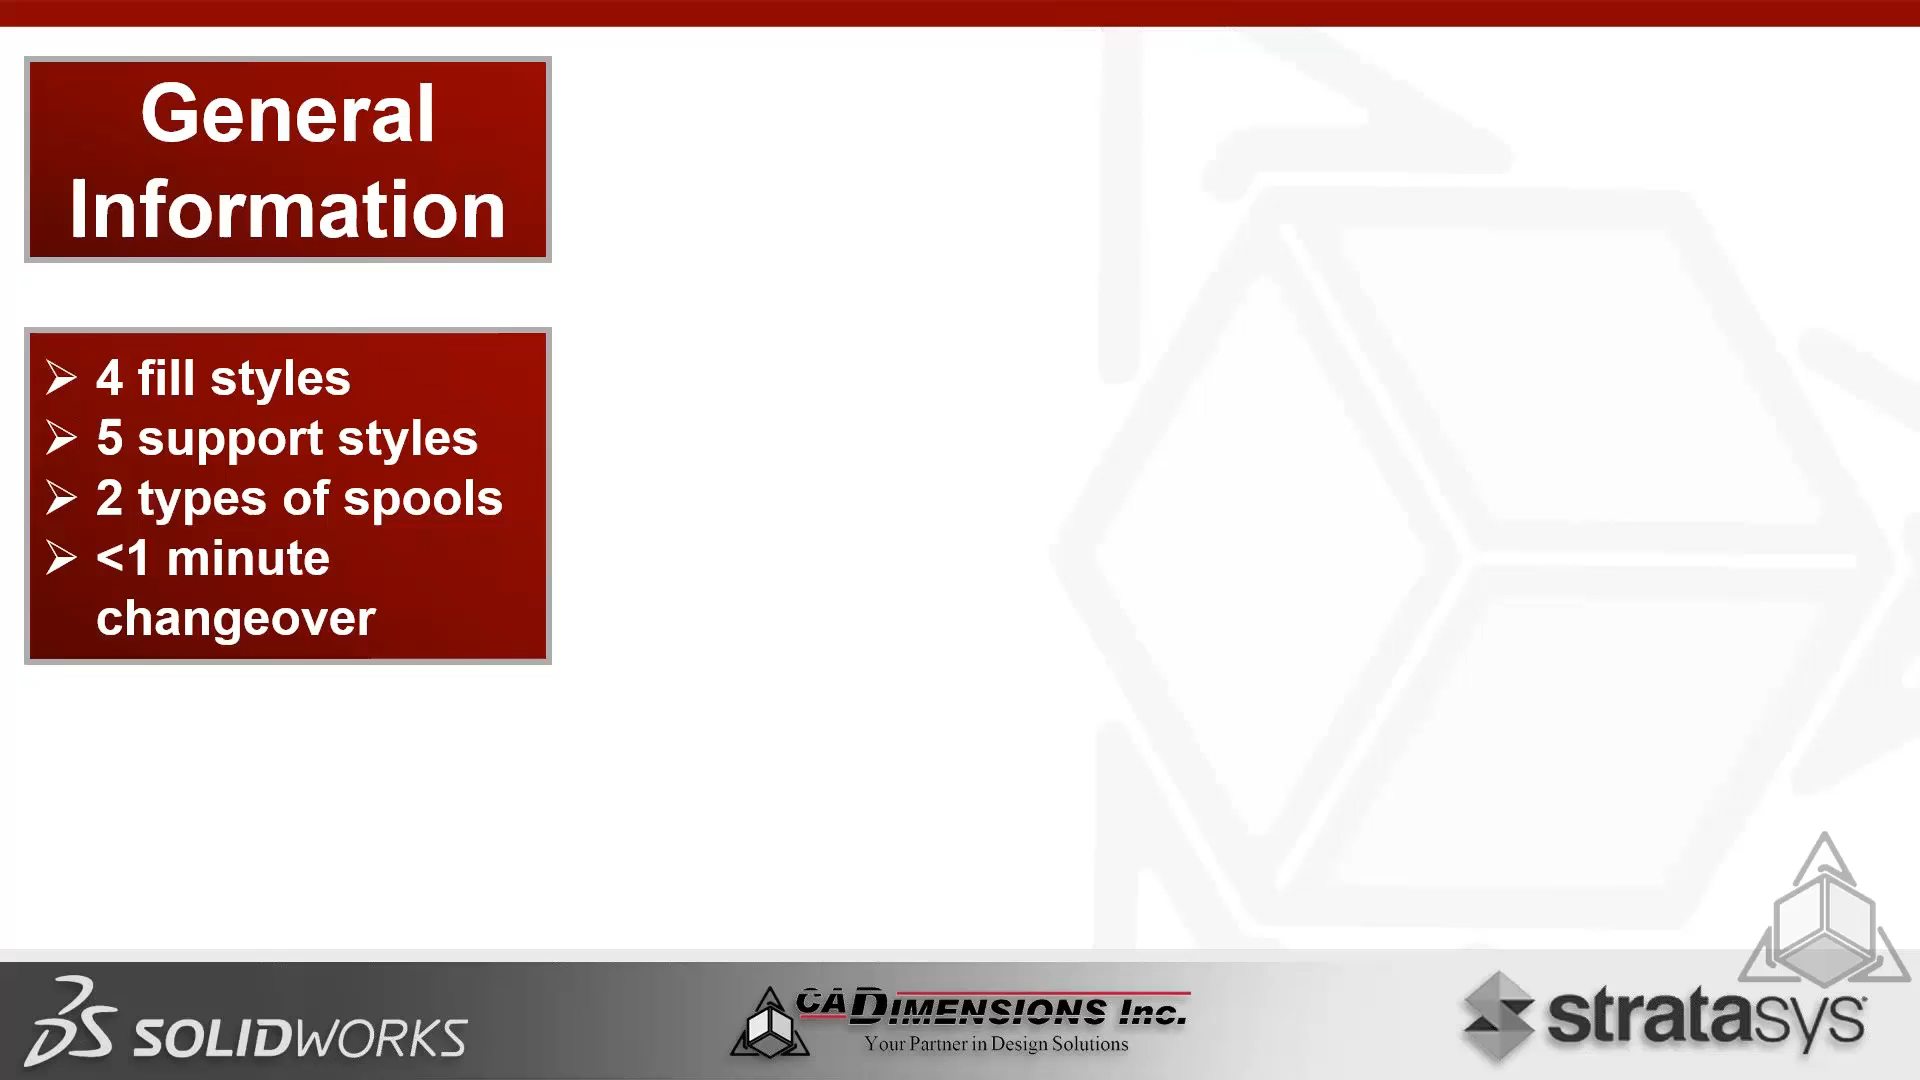 General
Information
➢ 4 fill styles
➢ 5 support styles
➢ 2 types of spools
➢ <1 minute
changeover
SOLIDWORKS
CADIMENSIONS Inc.
Your Partner in Design Solutions
stratasys